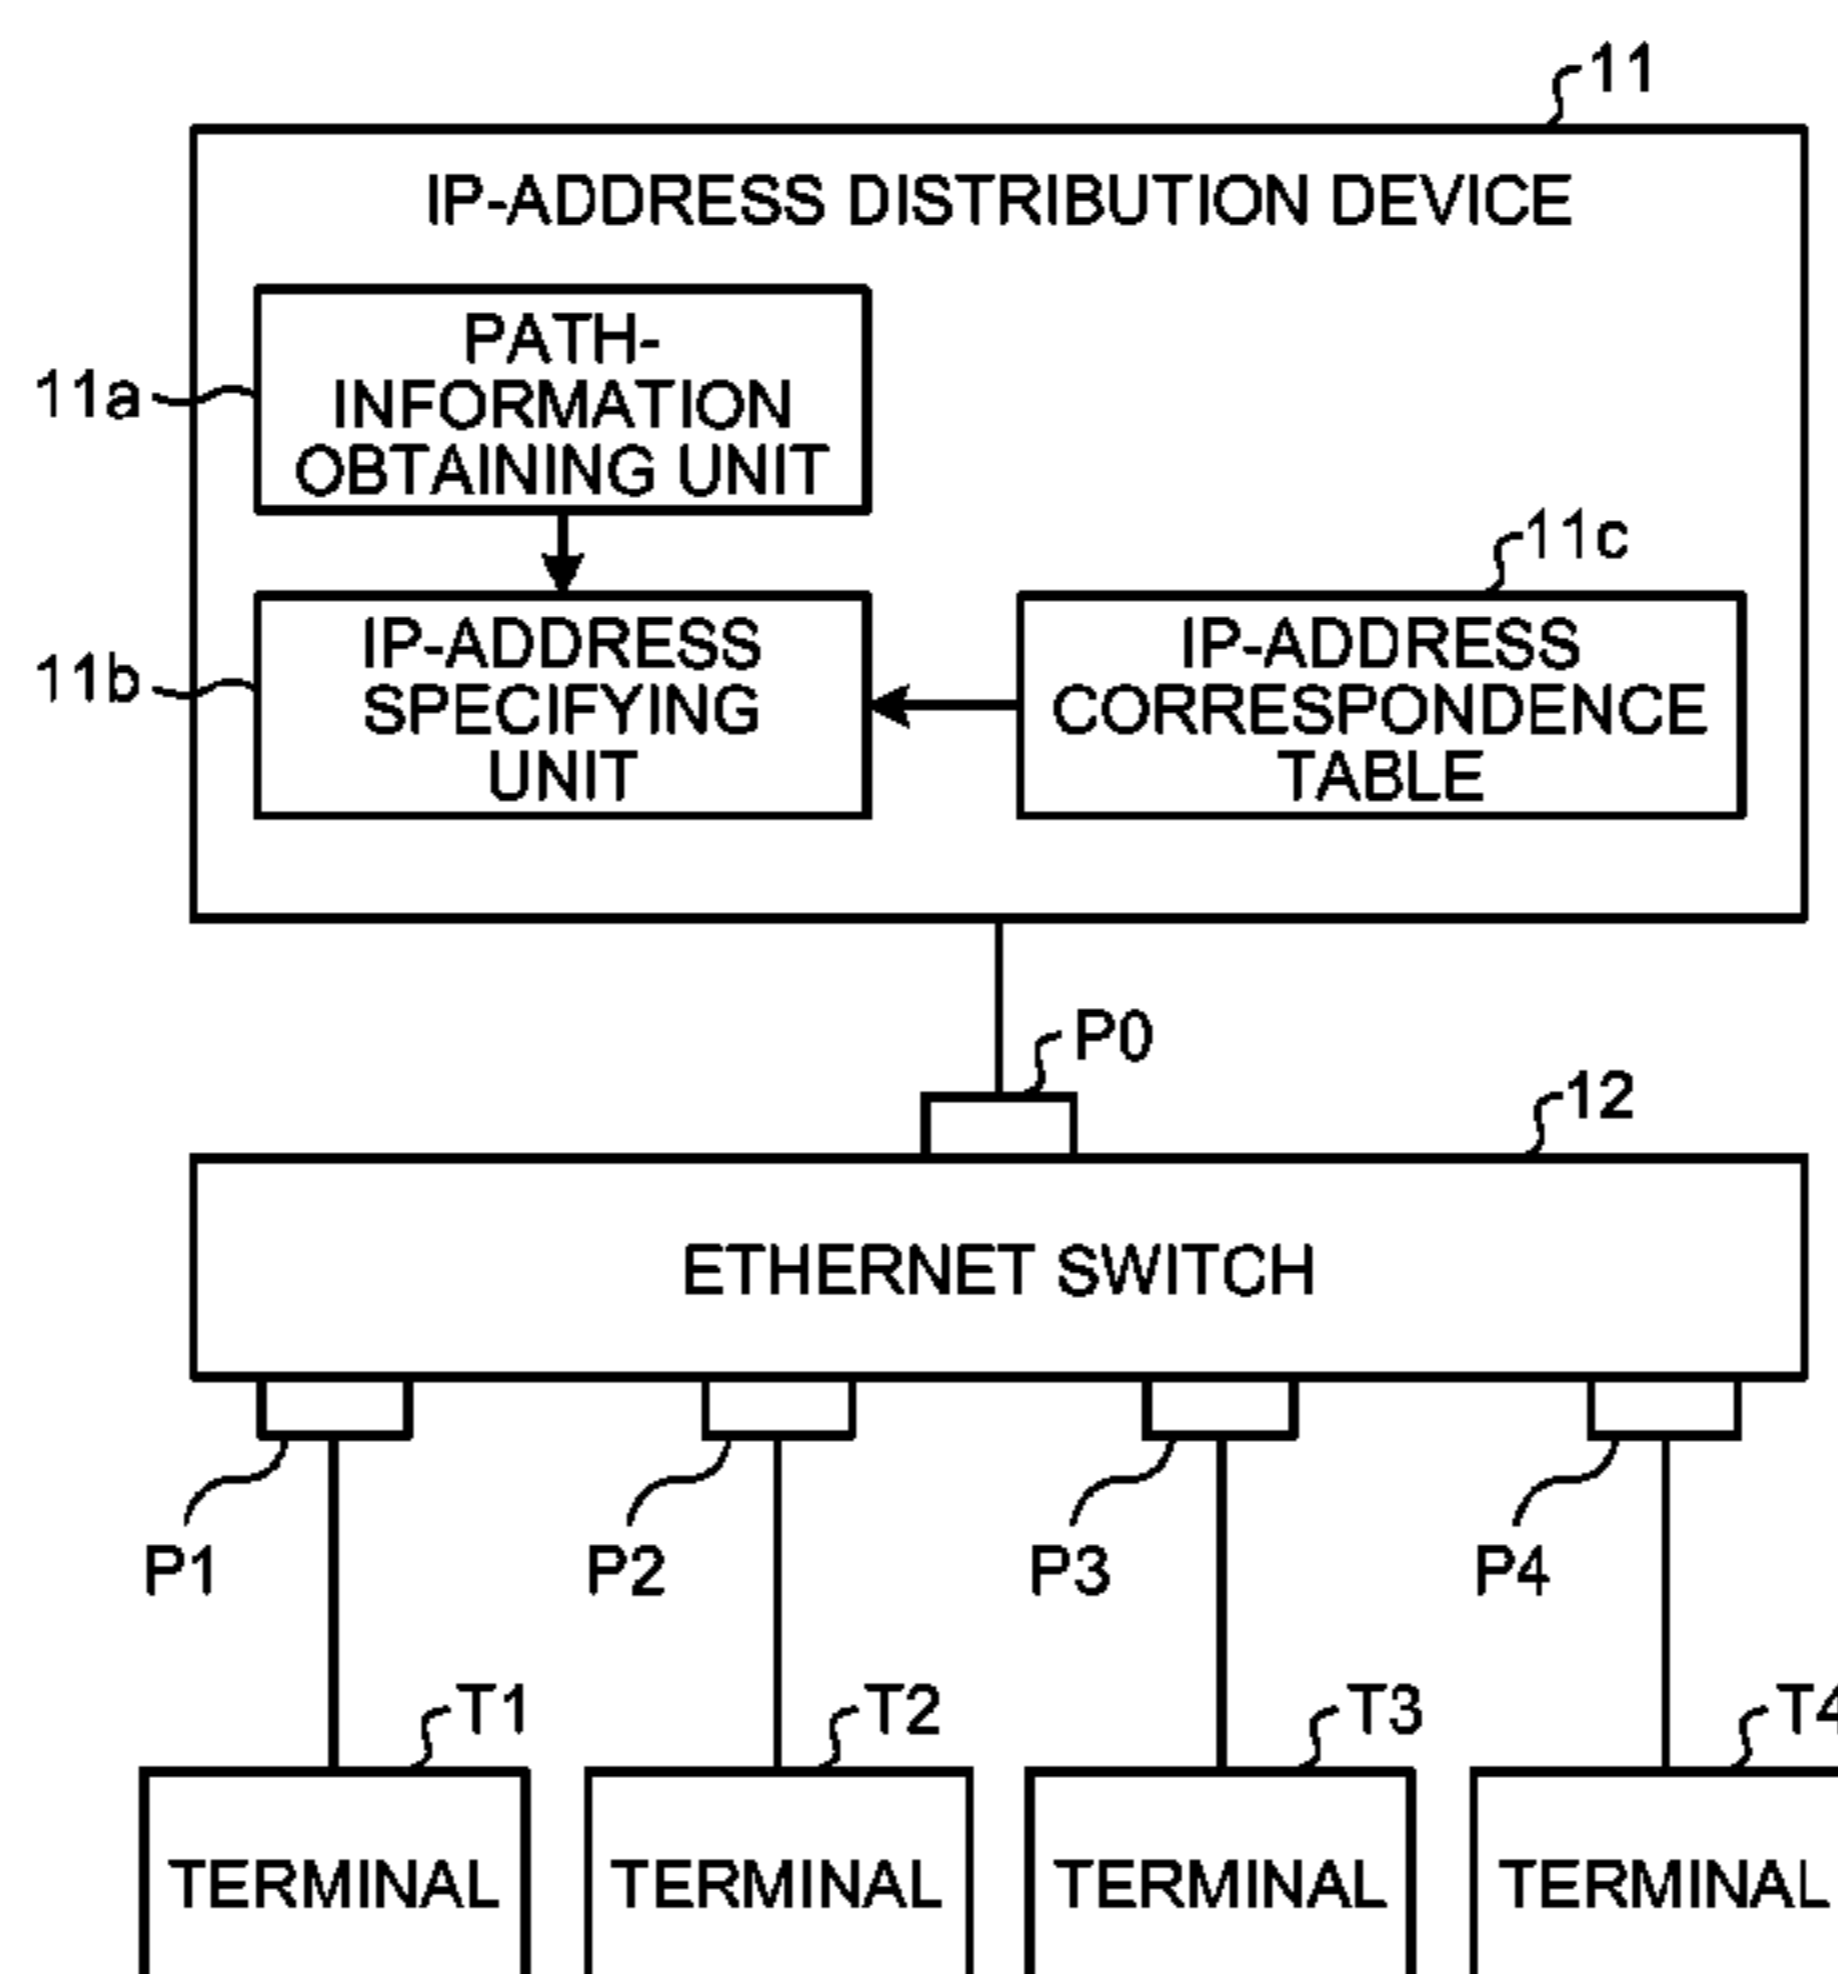 11
IP-ADDRESS DISTRIBUTION DEVICE
PATH-
INFORMATION
OBTAINING UNIT
11a
11c
IP-ADDRESS
SPECIFYING
UNIT
11b
IP-ADDRESS
CORRESPONDENCE
TABLE
P0
12
ETHERNET SWITCH
P1
P2
P3
P4
T1
T2
T3
T4
TERMINAL
TERMINAL
TERMINAL
TERMINAL